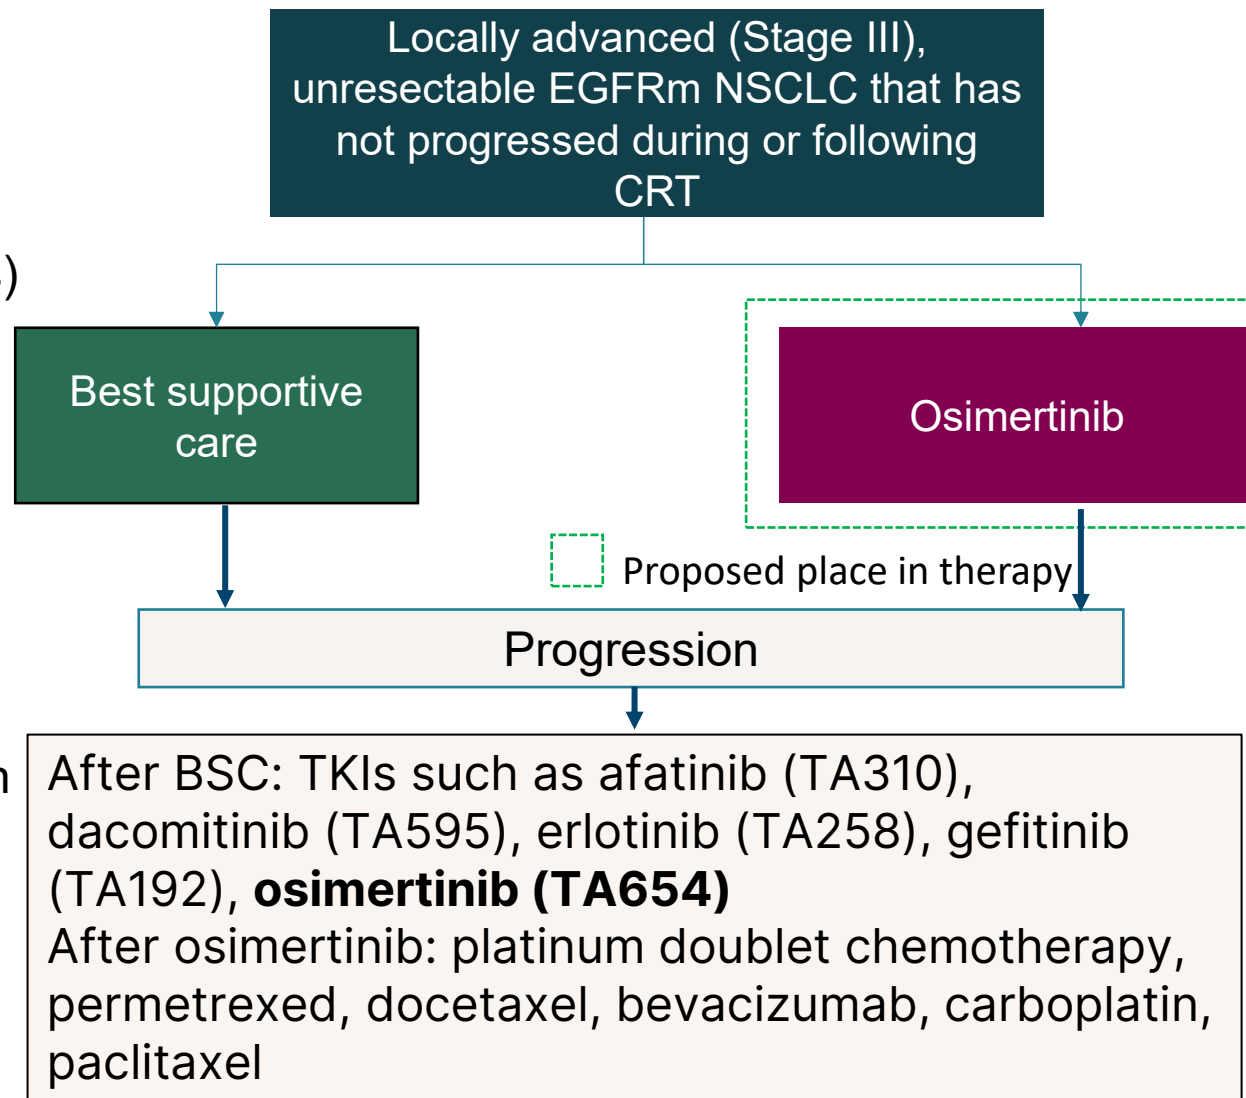 Locally advanced (Stage III),
unresectable EGFRm NSCLC that has
not progressed during or following
CRT
)
Best supportive
care
Osimertinib
Proposed place in therapy
Progression
n
After BSC: TKIs such as afatinib (TA310),
dacomitinib (TA595), erlotinib (TA258), gefitinib
(TA192), osimertinib (TA654)
After osimertinib: platinum doublet chemotherapy,
permetrexed, docetaxel, bevacizumab, carboplatin,
paclitaxel